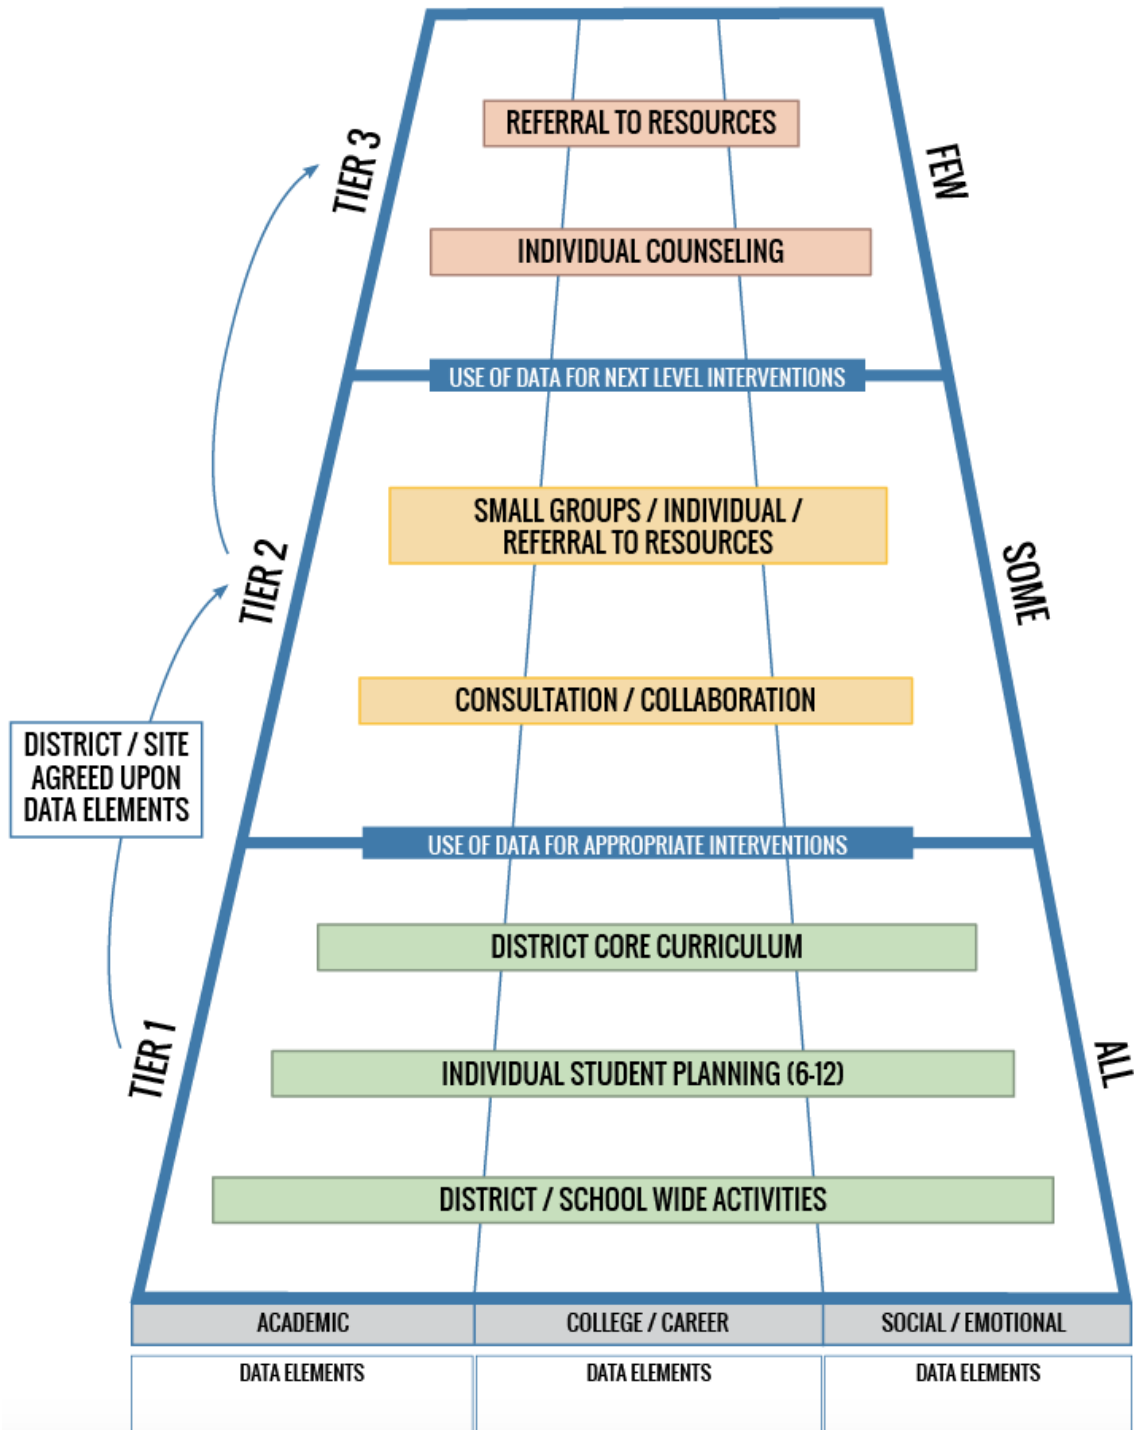 REFERRAL TO RESOURCES
TIER 3
FEW
INDIVIDUAL COUNSELING
USE OF DATA FOR NEXT LEVEL INTERVENTIONS
SMALL GROUPS / INDIVIDUAL /
REFERRAL TO RESOURCES
TIER 2
SOME
CONSULTATION / COLLABORATION
DISTRICT / SITE
AGREED UPON
DATA ELEMENTS
USE OF DATA FOR APPROPRIATE INTERVENTIONS
DISTRICT CORE CURRICULUM
TIER 1
ALL
INDIVIDUAL STUDENT PLANNING (6-12)
DISTRICT / SCHOOL WIDE ACTIVITIES
ACADEMIC
COLLEGE / CAREER
SOCIAL / EMOTIONAL
DATA ELEMENTS
DATA ELEMENTS
DATA ELEMENTS